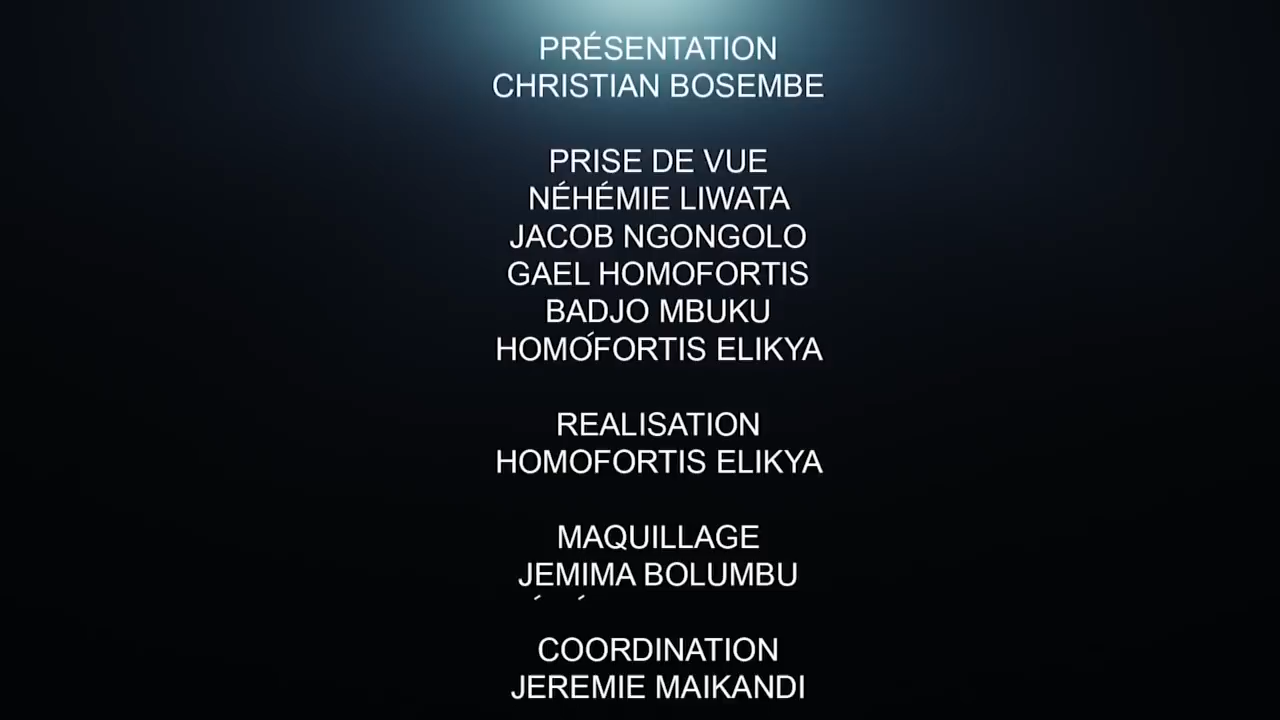 PRÉSENTATION
CHRISTIAN BOSEMBE
PRISE DE VUE
NÉHÉMIE LIWATA
JACOB NGONGOLO
GAEL HOMOFORTIS
BADJO MBUKU
HOMOFORTIS ELIKYA
REALISATION
HOMOFORTIS ELIKYA
MAQUILLAGE
JEMIMA BOLUMBU
COORDINATION
JEREMIE MAIKANDI